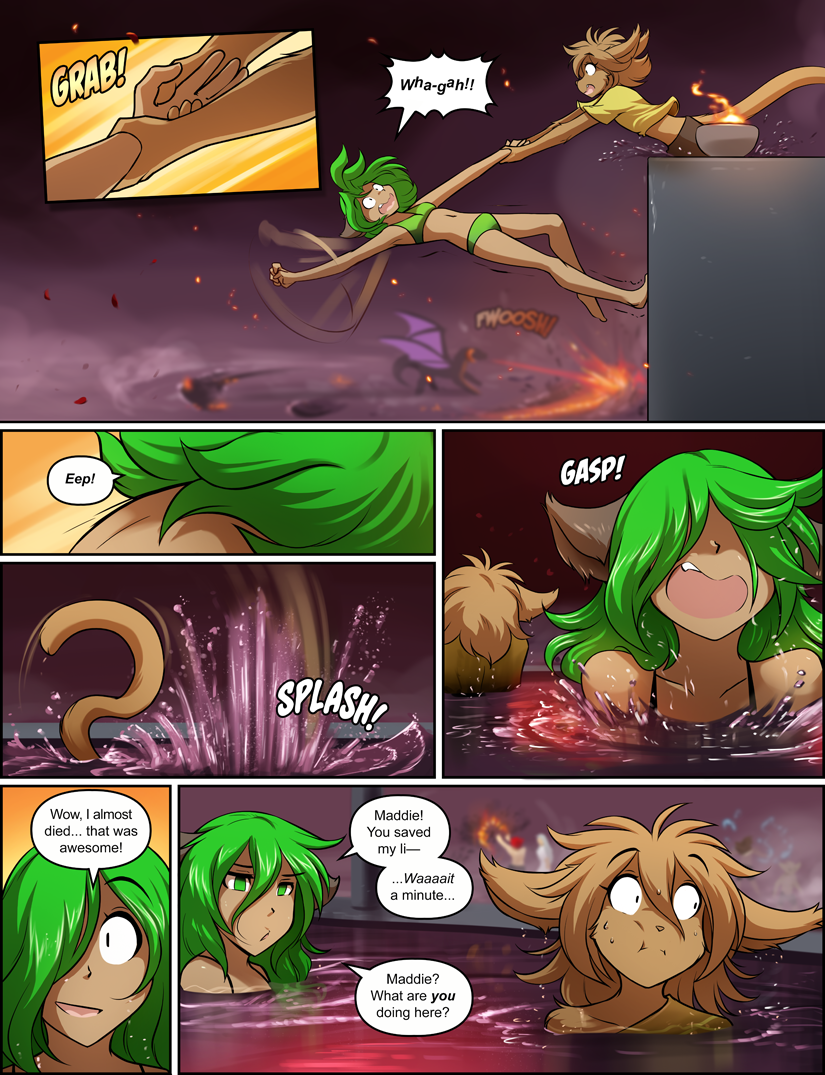 GRAB!
Wha-gah!!
FWOOSH!
Eep!
SPLASH!
GASP!
Wow, I almost
died... that was
awesome!
Maddie!
You saved
my li—
...Waaaait
a minute...
Maddie?
What are you
doing here?